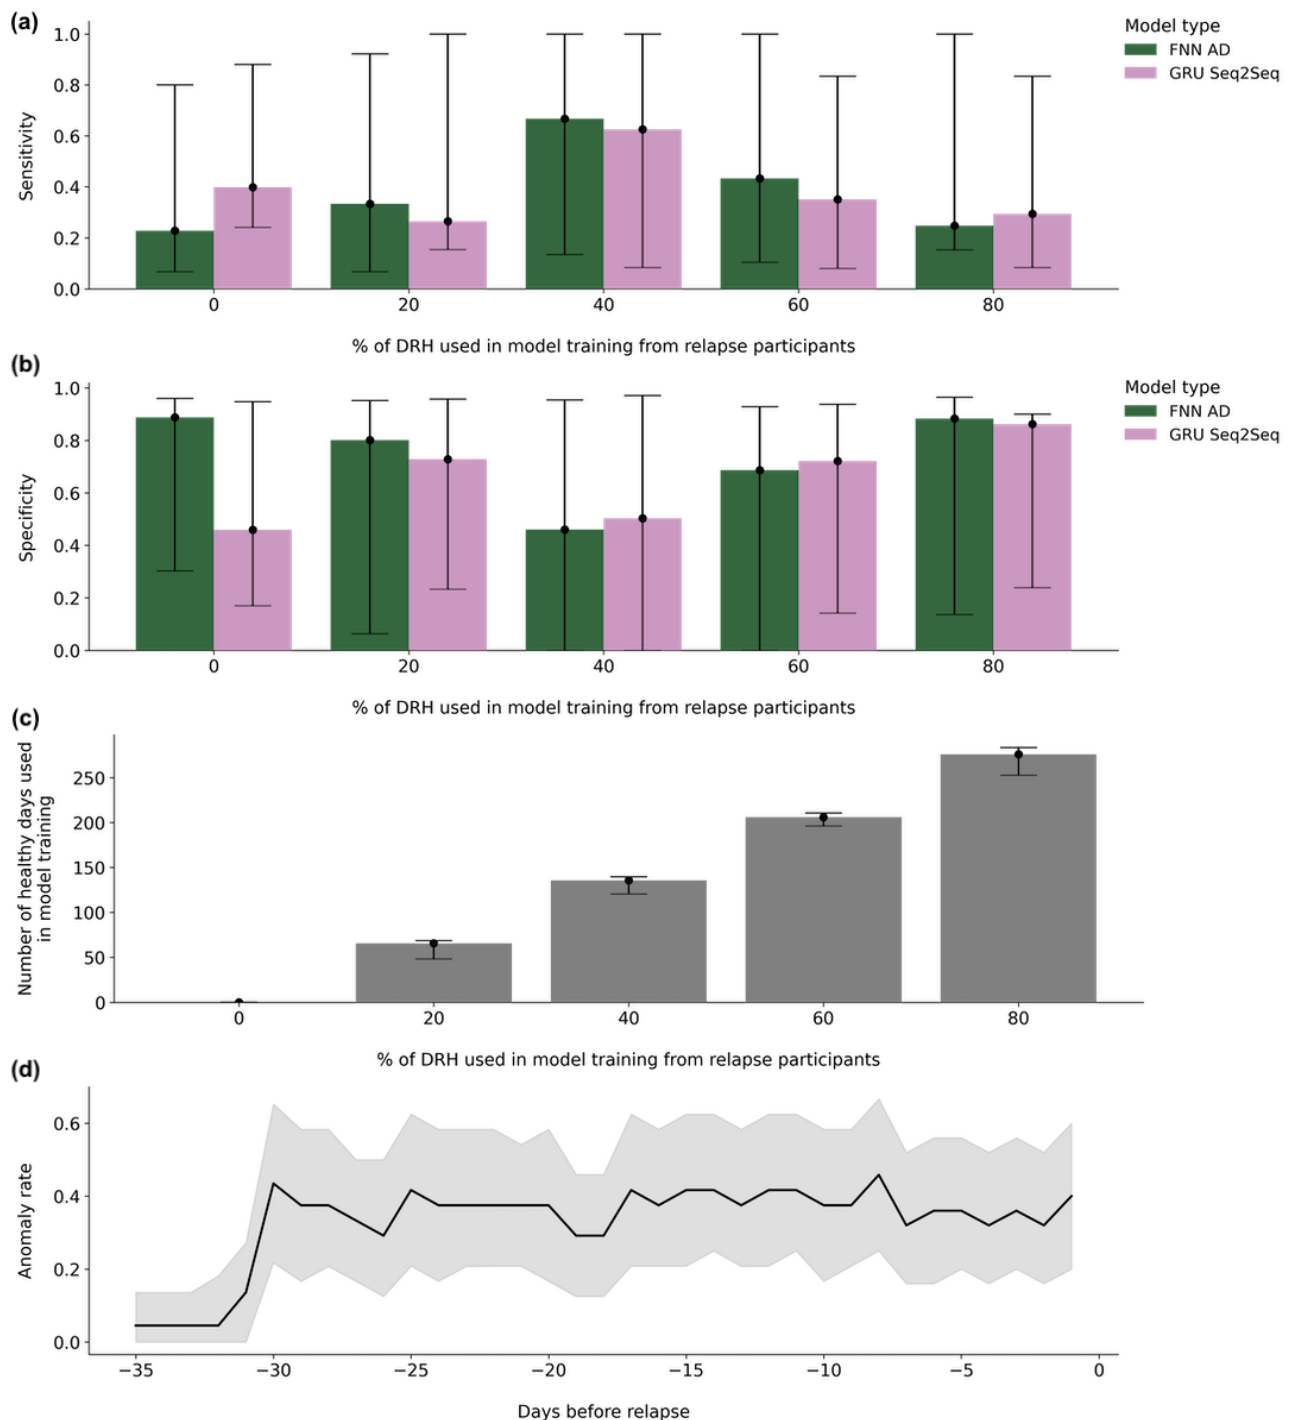 (a)
Model type
FNN AD
GRU Seq2Seq
Sensitivity
1.0
0.8
0.6
0.4
0.2
0.0
0 20 40 60 80
% of DRH used in model training from relapse participants
(b)
Model type
FNN AD
GRU Seq2Seq
Specificity
1.0
0.8
0.6
0.4
0.2
0.0
0 20 40 60 80
% of DRH used in model training from relapse participants
(c)
Number of healthy days used
in model training
250
200
150
100
50
0
0 20 40 60 80
% of DRH used in model training from relapse participants
(d)
Anomaly rate
0.6
0.4
0.2
0.0
−35 −30 −25 −20 −15 −10 −5 0
Days before relapse